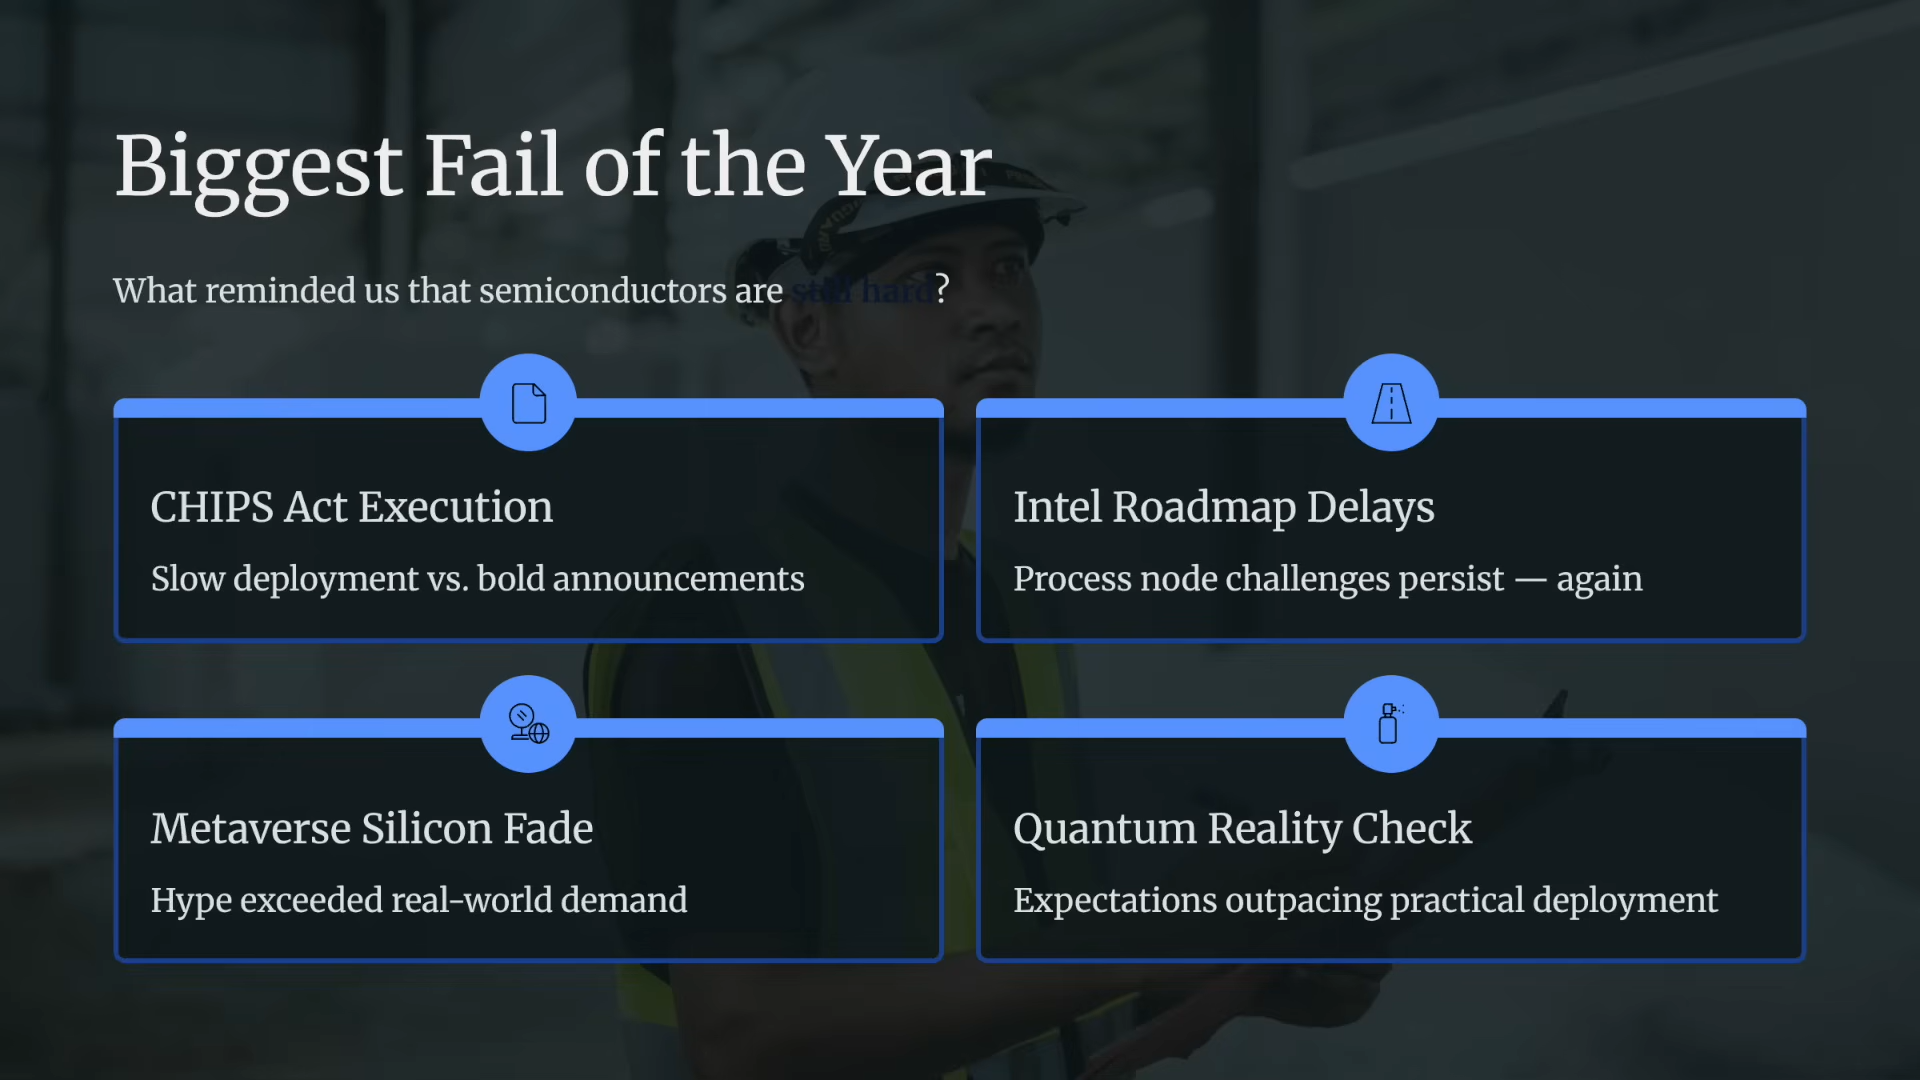 Biggest Fail of the Year
What reminded us that semiconductors are still hard?
CHIPS Act Execution
Slow deployment vs. bold announcements
Intel Roadmap Delays
Process node challenges persist — again
Metaverse Silicon Fade
Hype exceeded real-world demand
Quantum Reality Check
Expectations outpacing practical deployment